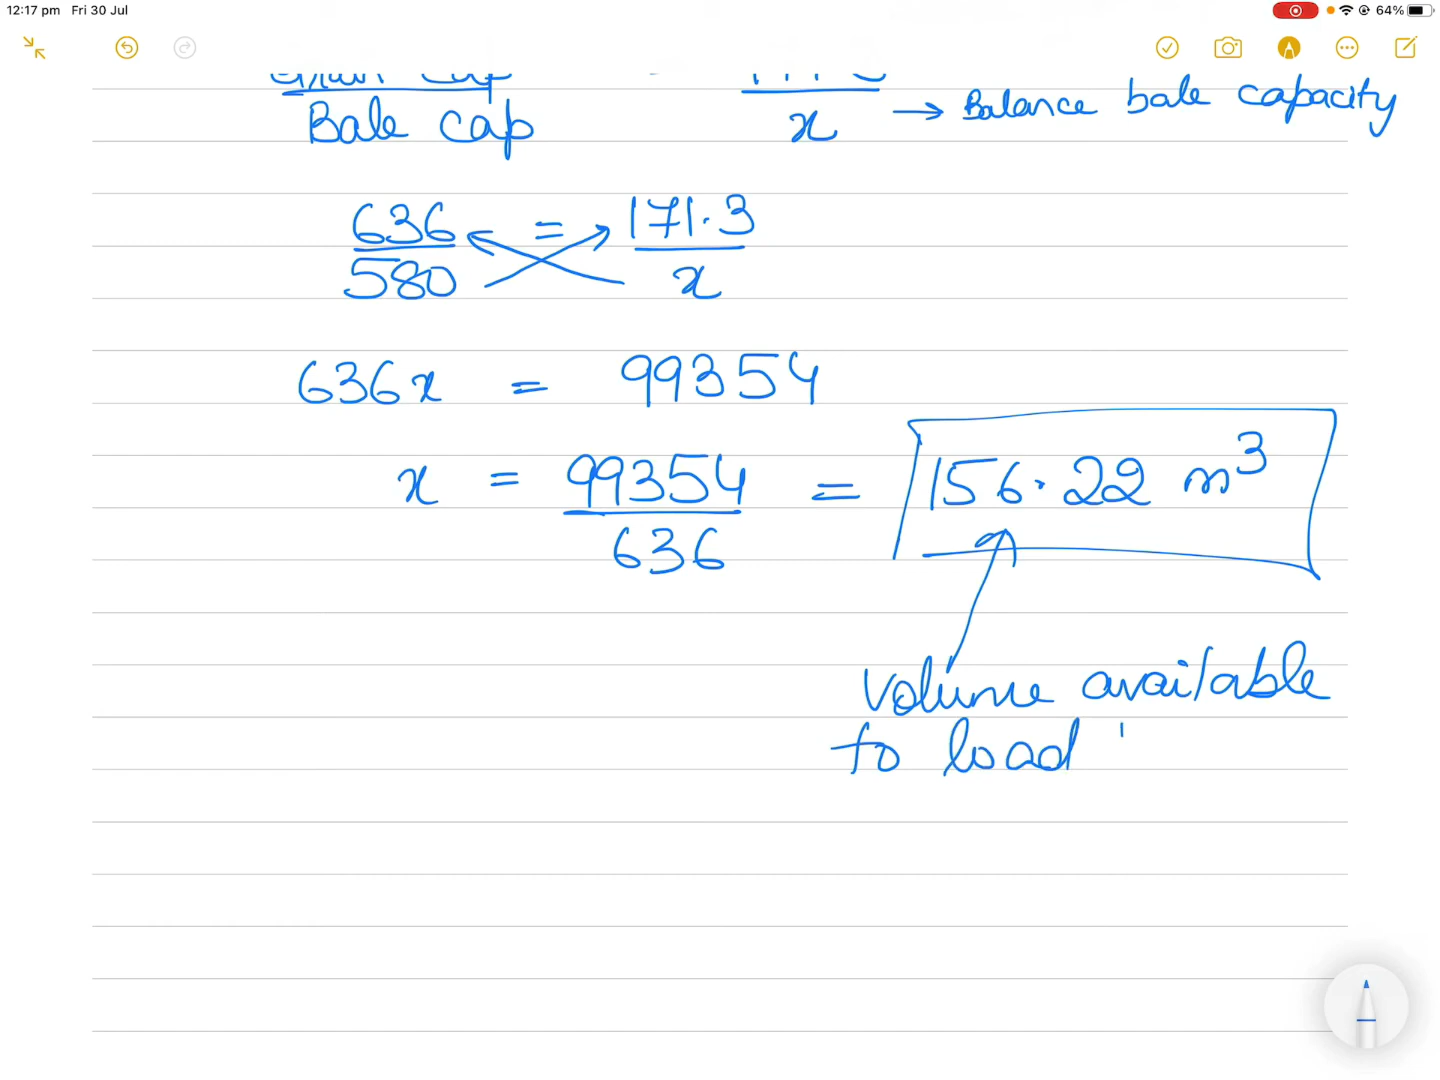 12:17 pm Fri 30 Jul 64%
Bale cap x → Balance bale capacity
636 = 171.3
580 x
636x = 99354
x = 99354 = 156.22 m³
636
Volume available
to load